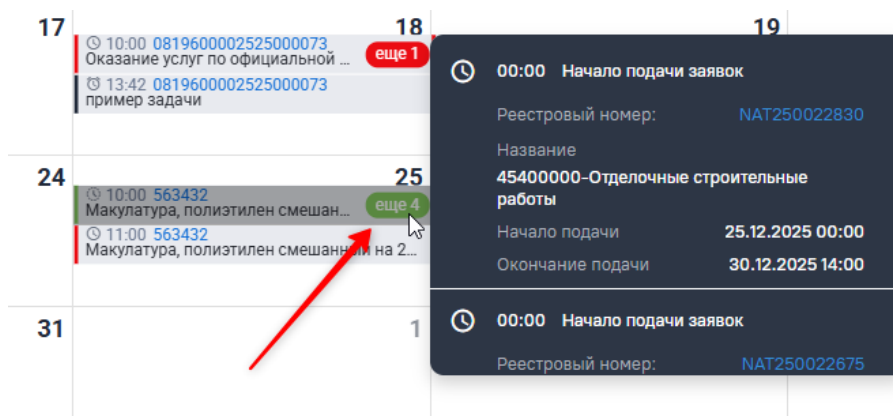 17
18
19
10:00 0819600002525000073
Оказание услуг по официальной ...
еще 1
13:42 0819600002525000073
пример задачи
24
25
10:00 563432
Макулатура, полиэтилен смешан...
еще 4
11:00 563432
Макулатура, полиэтилен смешанный на 2...
31
1
00:00 Начало подачи заявок
Реестровый номер: NAT250022830
Название
45400000-Отделочные строительные
работы
Начало подачи 25.12.2025 00:00
Окончание подачи 30.12.2025 14:00
00:00 Начало подачи заявок
Реестровый номер: NAT250022675